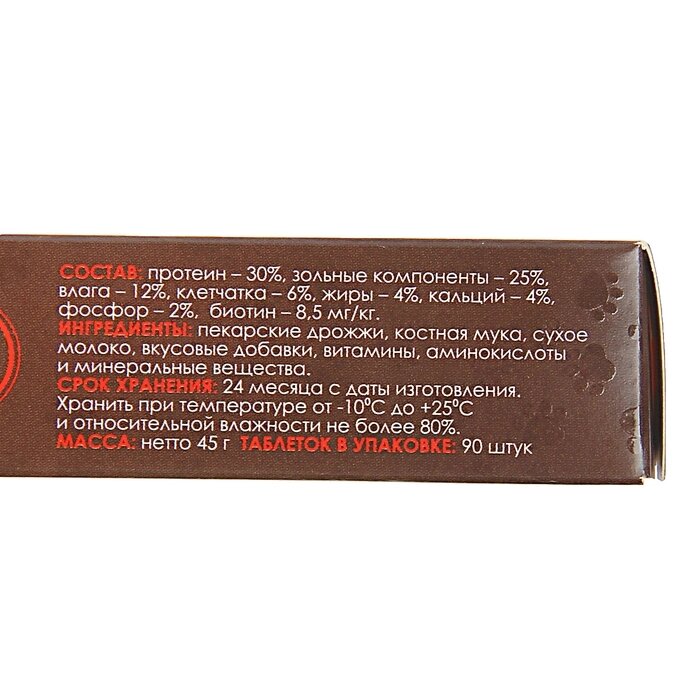 СОСТАВ: протеин – 30%, зольные компоненты – 25%,
влага – 12%, клетчатка – 6%, жиры – 4%, кальций – 4%,
фосфор – 2%, биотин – 8,5 мг/кг.
ИНГРЕДИЕНТЫ: пекарские дрожжи, костная мука, сухое
молоко, вкусовые добавки, витамины, аминокислоты
и минеральные вещества.
СРОК ХРАНЕНИЯ: 24 месяца с даты изготовления.
Хранить при температуре от -10⁰С до +25⁰С
и относительной влажности не более 80%.
МАССА: нетто 45 г ТАБЛЕТОК В УПАКОВКЕ: 90 штук